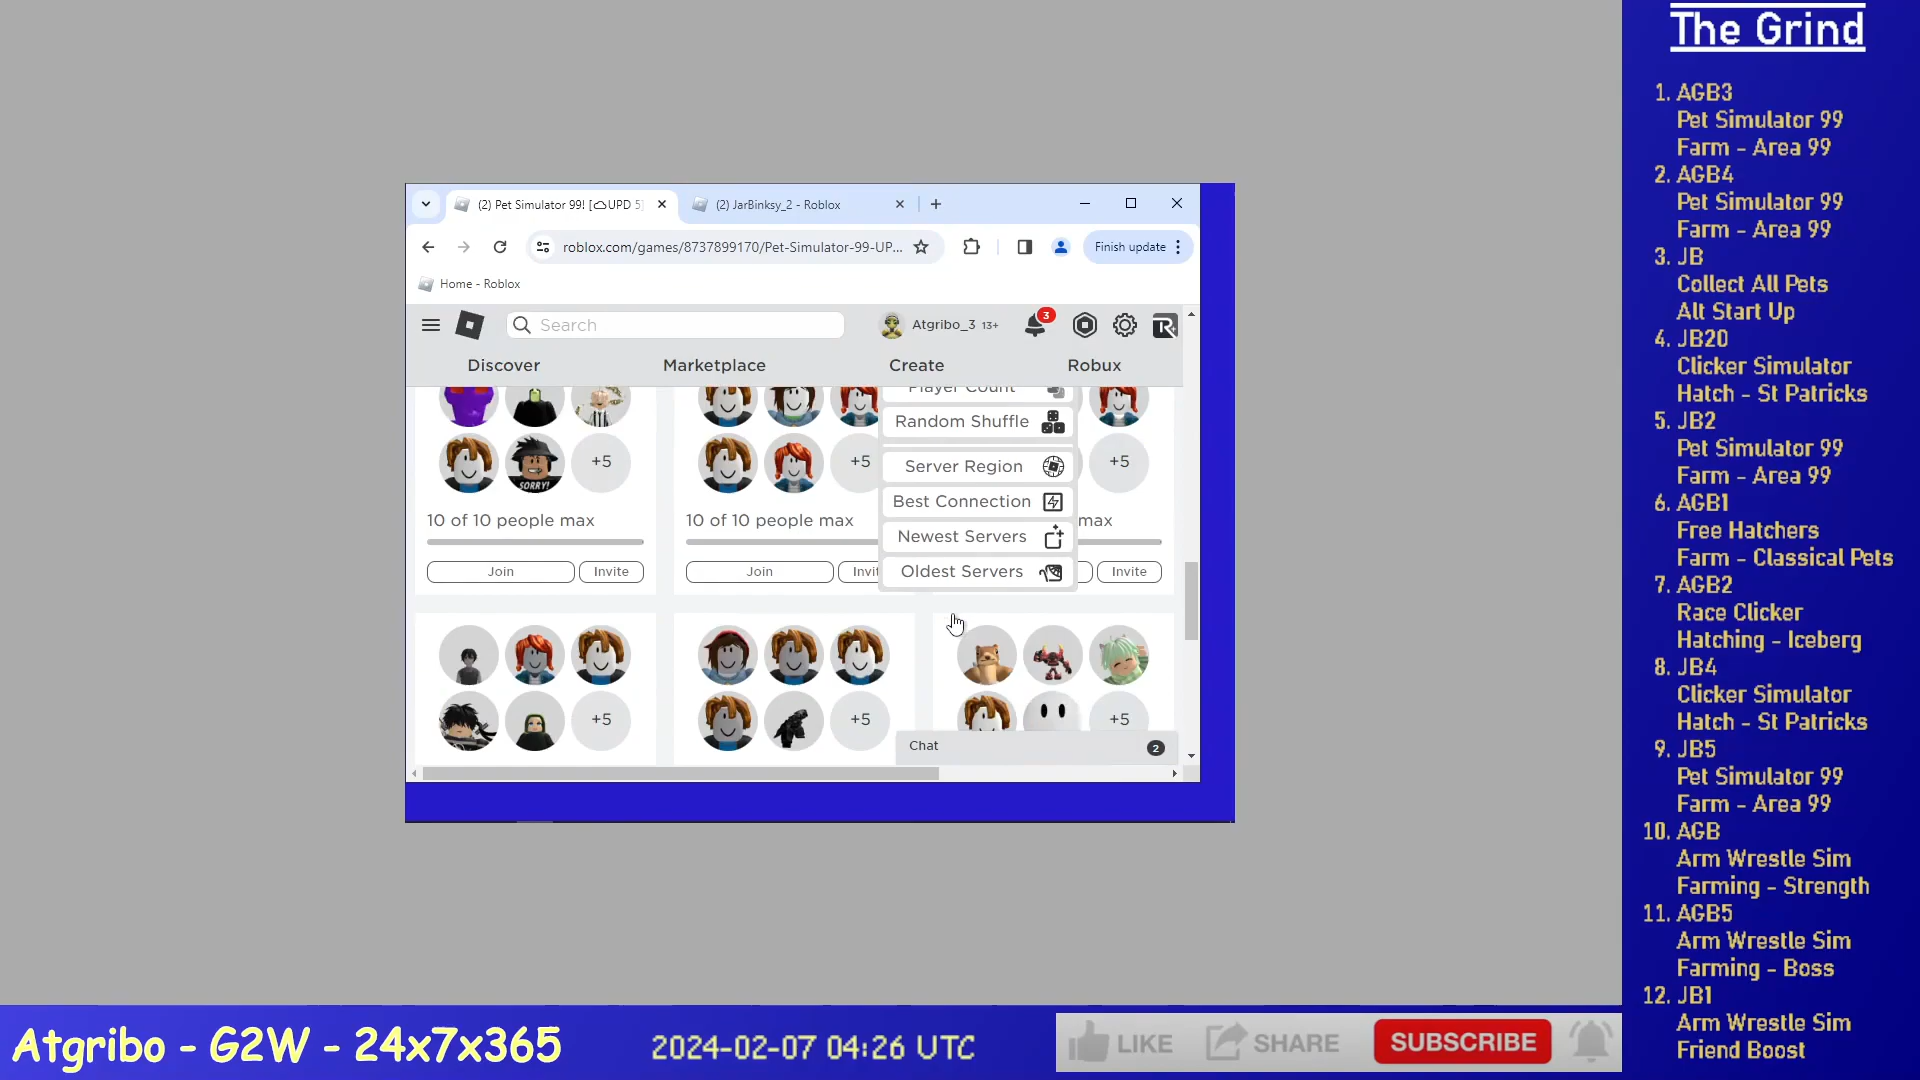 The Grind
1. AGB3
Pet Simulator 99
Farm - Area 99
2. AGB4
Pet Simulator 99
Farm - Area 99
3. JB
Collect All Pets
Alt Start Up
4. JB20
Clicker Simulator
Hatch - St Patricks
5. JB2
Pet Simulator 99
Farm - Area 99
6. AGB1
Free Hatchers
Farm - Classical Pets
7. AGB2
Race Clicker
Hatching - Iceberg
8. JB4
Clicker Simulator
Hatch - St Patricks
9. JB5
Pet Simulator 99
Farm - Area 99
10. AGB
Arm Wrestle Sim
Farming - Strength
11. AGB5
Arm Wrestle Sim
Farming - Boss
12. JB1
Arm Wrestle Sim
Friend Boost
(2) Pet Simulator 99! [☁UPD 5]
(2) JarBinksy_2 - Roblox
roblox.com/games/8737899170/Pet-Simulator-99-UP...
Finish update
Home - Roblox
Search
Atgribo_3 13+
3
Discover Marketplace Create Robux
Player Count
Random Shuffle
Server Region
Best Connection
Newest Servers
Oldest Servers
+5 +5 +5
SORRY!
10 of 10 people max 10 of 10 people max max
Join Invite Join Invit Invite
+5 +5 +5
Chat 2
Atgribo - G2W - 24x7x365
2024-02-07 04:26 UTC
LIKE SHARE SUBSCRIBE